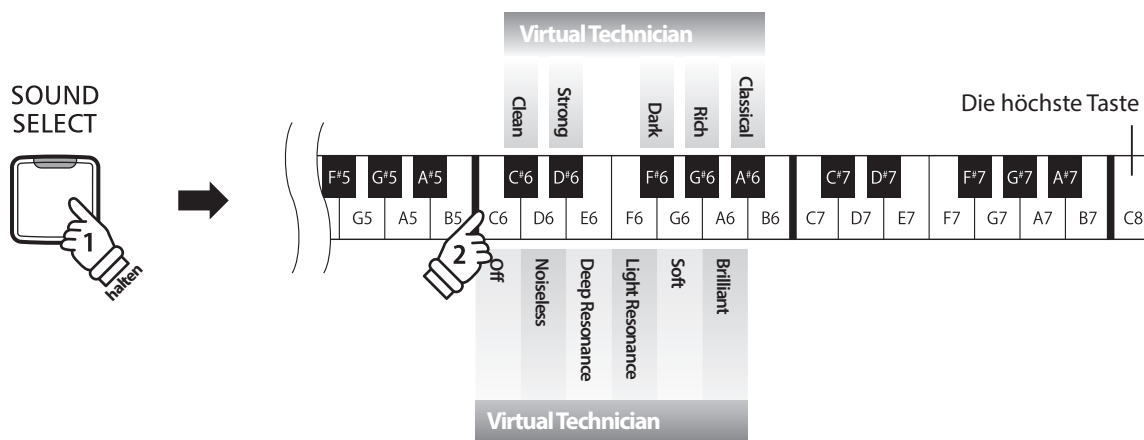 Virtual Technician
Clean
Strong
Dark
Rich
Classical
SOUND
SELECT
Die höchste Taste
F#5 G#5 A#5 C#6 D#6 F#6 G#6 A#6 C#7 D#7 F#7 G#7 A#7
G5 A5 B5 C6 D6 E6 F6 G6 A6 B6 C7 D7 E7 F7 G7 A7 B7 C8
1
halten
2
Off
Noiseless
Deep Resonance
Light Resonance
Soft
Brilliant
Virtual Technician